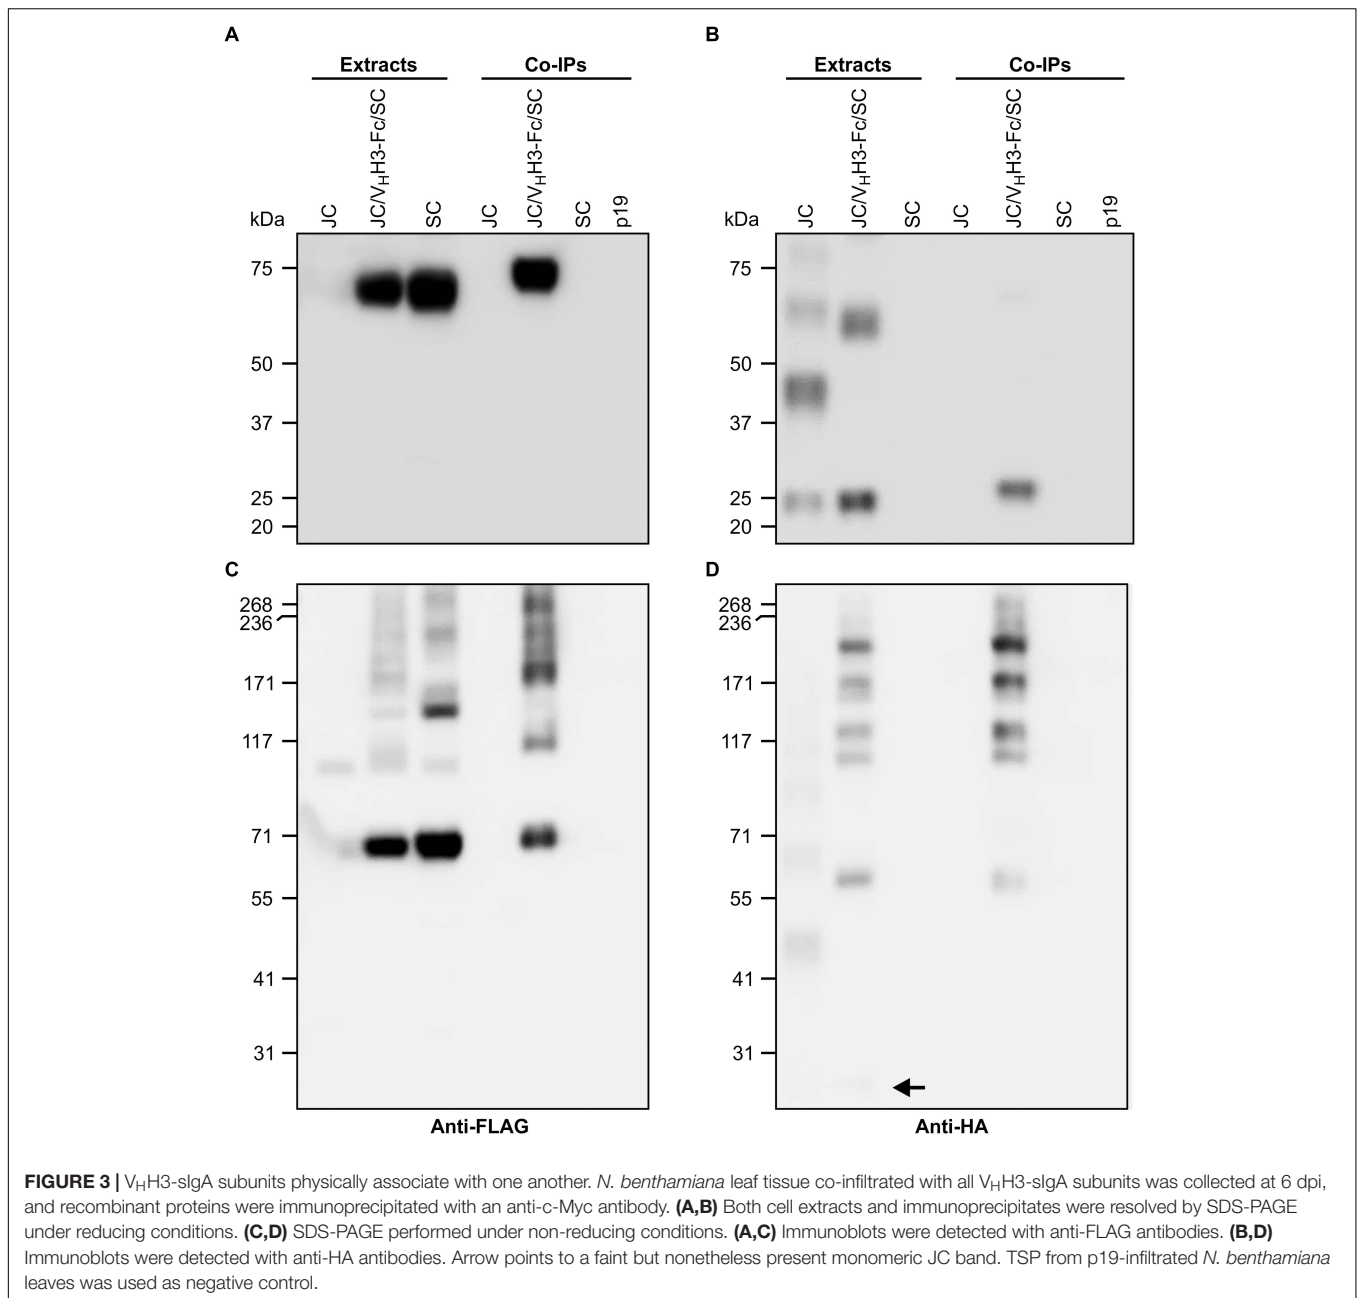 A
B
Extracts
Co-IPs
Extracts
Co-IPs
JC
JC/VHH3-Fc/SC
SC
JC
JC/VHH3-Fc/SC
SC
p19
JC
JC/VHH3-Fc/SC
SC
JC
JC/VHH3-Fc/SC
SC
p19
kDa
75
50
37
25
20
kDa
75
50
37
25
20
C
D
268
236
171
117
71
55
41
31
268
236
171
117
71
55
41
31
Anti-FLAG
Anti-HA
FIGURE 3 | VHH3-sIgA subunits physically associate with one another. N. benthamiana leaf tissue co-infiltrated with all VHH3-sIgA subunits was collected at 6 dpi,
and recombinant proteins were immunoprecipitated with an anti-c-Myc antibody. (A,B) Both cell extracts and immunoprecipitates were resolved by SDS-PAGE
under reducing conditions. (C,D) SDS-PAGE performed under non-reducing conditions. (A,C) Immunoblots were detected with anti-FLAG antibodies. (B,D)
Immunoblots were detected with anti-HA antibodies. Arrow points to a faint but nonetheless present monomeric JC band. TSP from p19-infiltrated N. benthamiana
leaves was used as negative control.